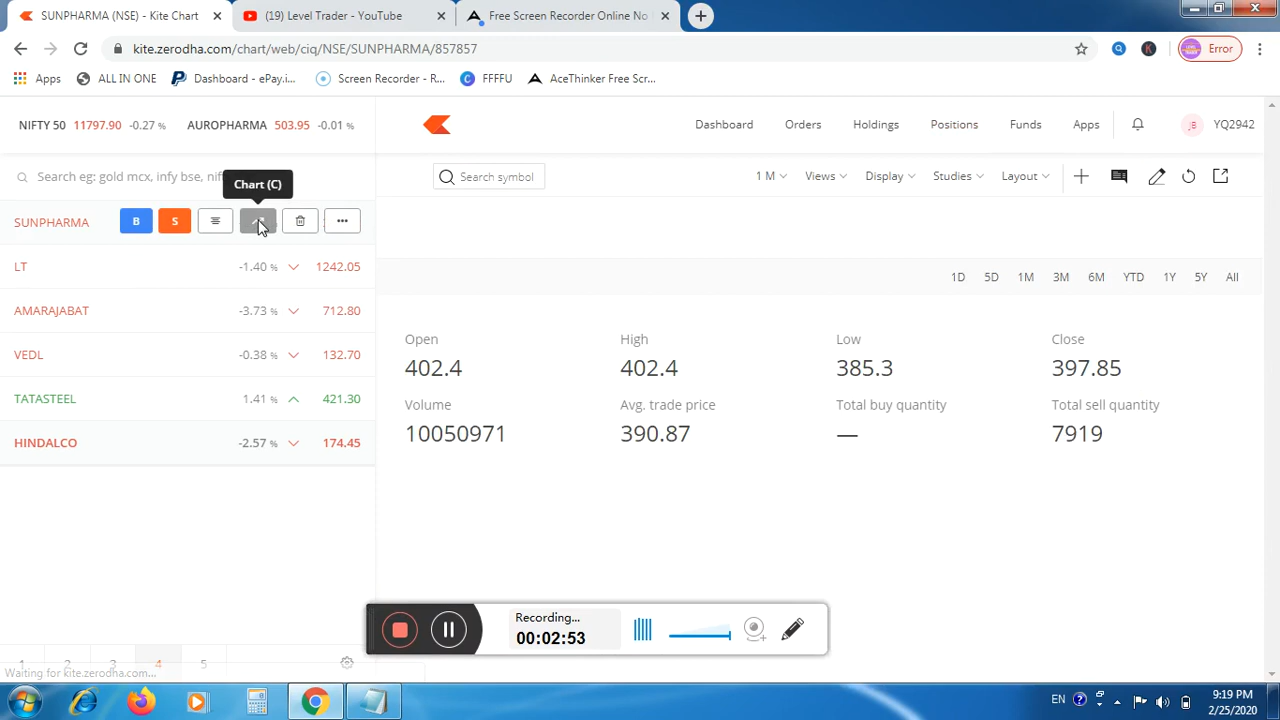 SUNPHARMA (NSE) - Kite Chart
(19) Level Trader - YouTube
Free Screen Recorder Online No
kite.zerodha.com/chart/web/ciq/NSE/SUNPHARMA/857857
K
Error
Apps
ALL IN ONE
Dashboard - ePay.i...
Screen Recorder - R...
C FFFFU
AceThinker Free Scr...
NIFTY 50 11797.90 -0.27 %
AUROPHARMA 503.95 -0.01 %
Dashboard
Orders
Holdings
Positions
Funds
Apps
JB
YQ2942
Search eg: gold mcx, infy bse, nif
Chart (C)
Search symbol
1 M
Views
Display
Studies
Layout
SUNPHARMA B S
LT -1.40 % 1242.05
AMARAJABAT -3.73 % 712.80
VEDL -0.38 % 132.70
TATASTEEL 1.41 % 421.30
HINDALCO -2.57 % 174.45
1D 5D 1M 3M 6M YTD 1Y 5Y All
Open High Low Close
402.4 402.4 385.3 397.85
Volume Avg. trade price Total buy quantity Total sell quantity
10050971 390.87 — 7919
Recording...
00:02:53
1 2 3 4 5
Waiting for kite.zerodha.com...
EN
9:19 PM
2/25/2020